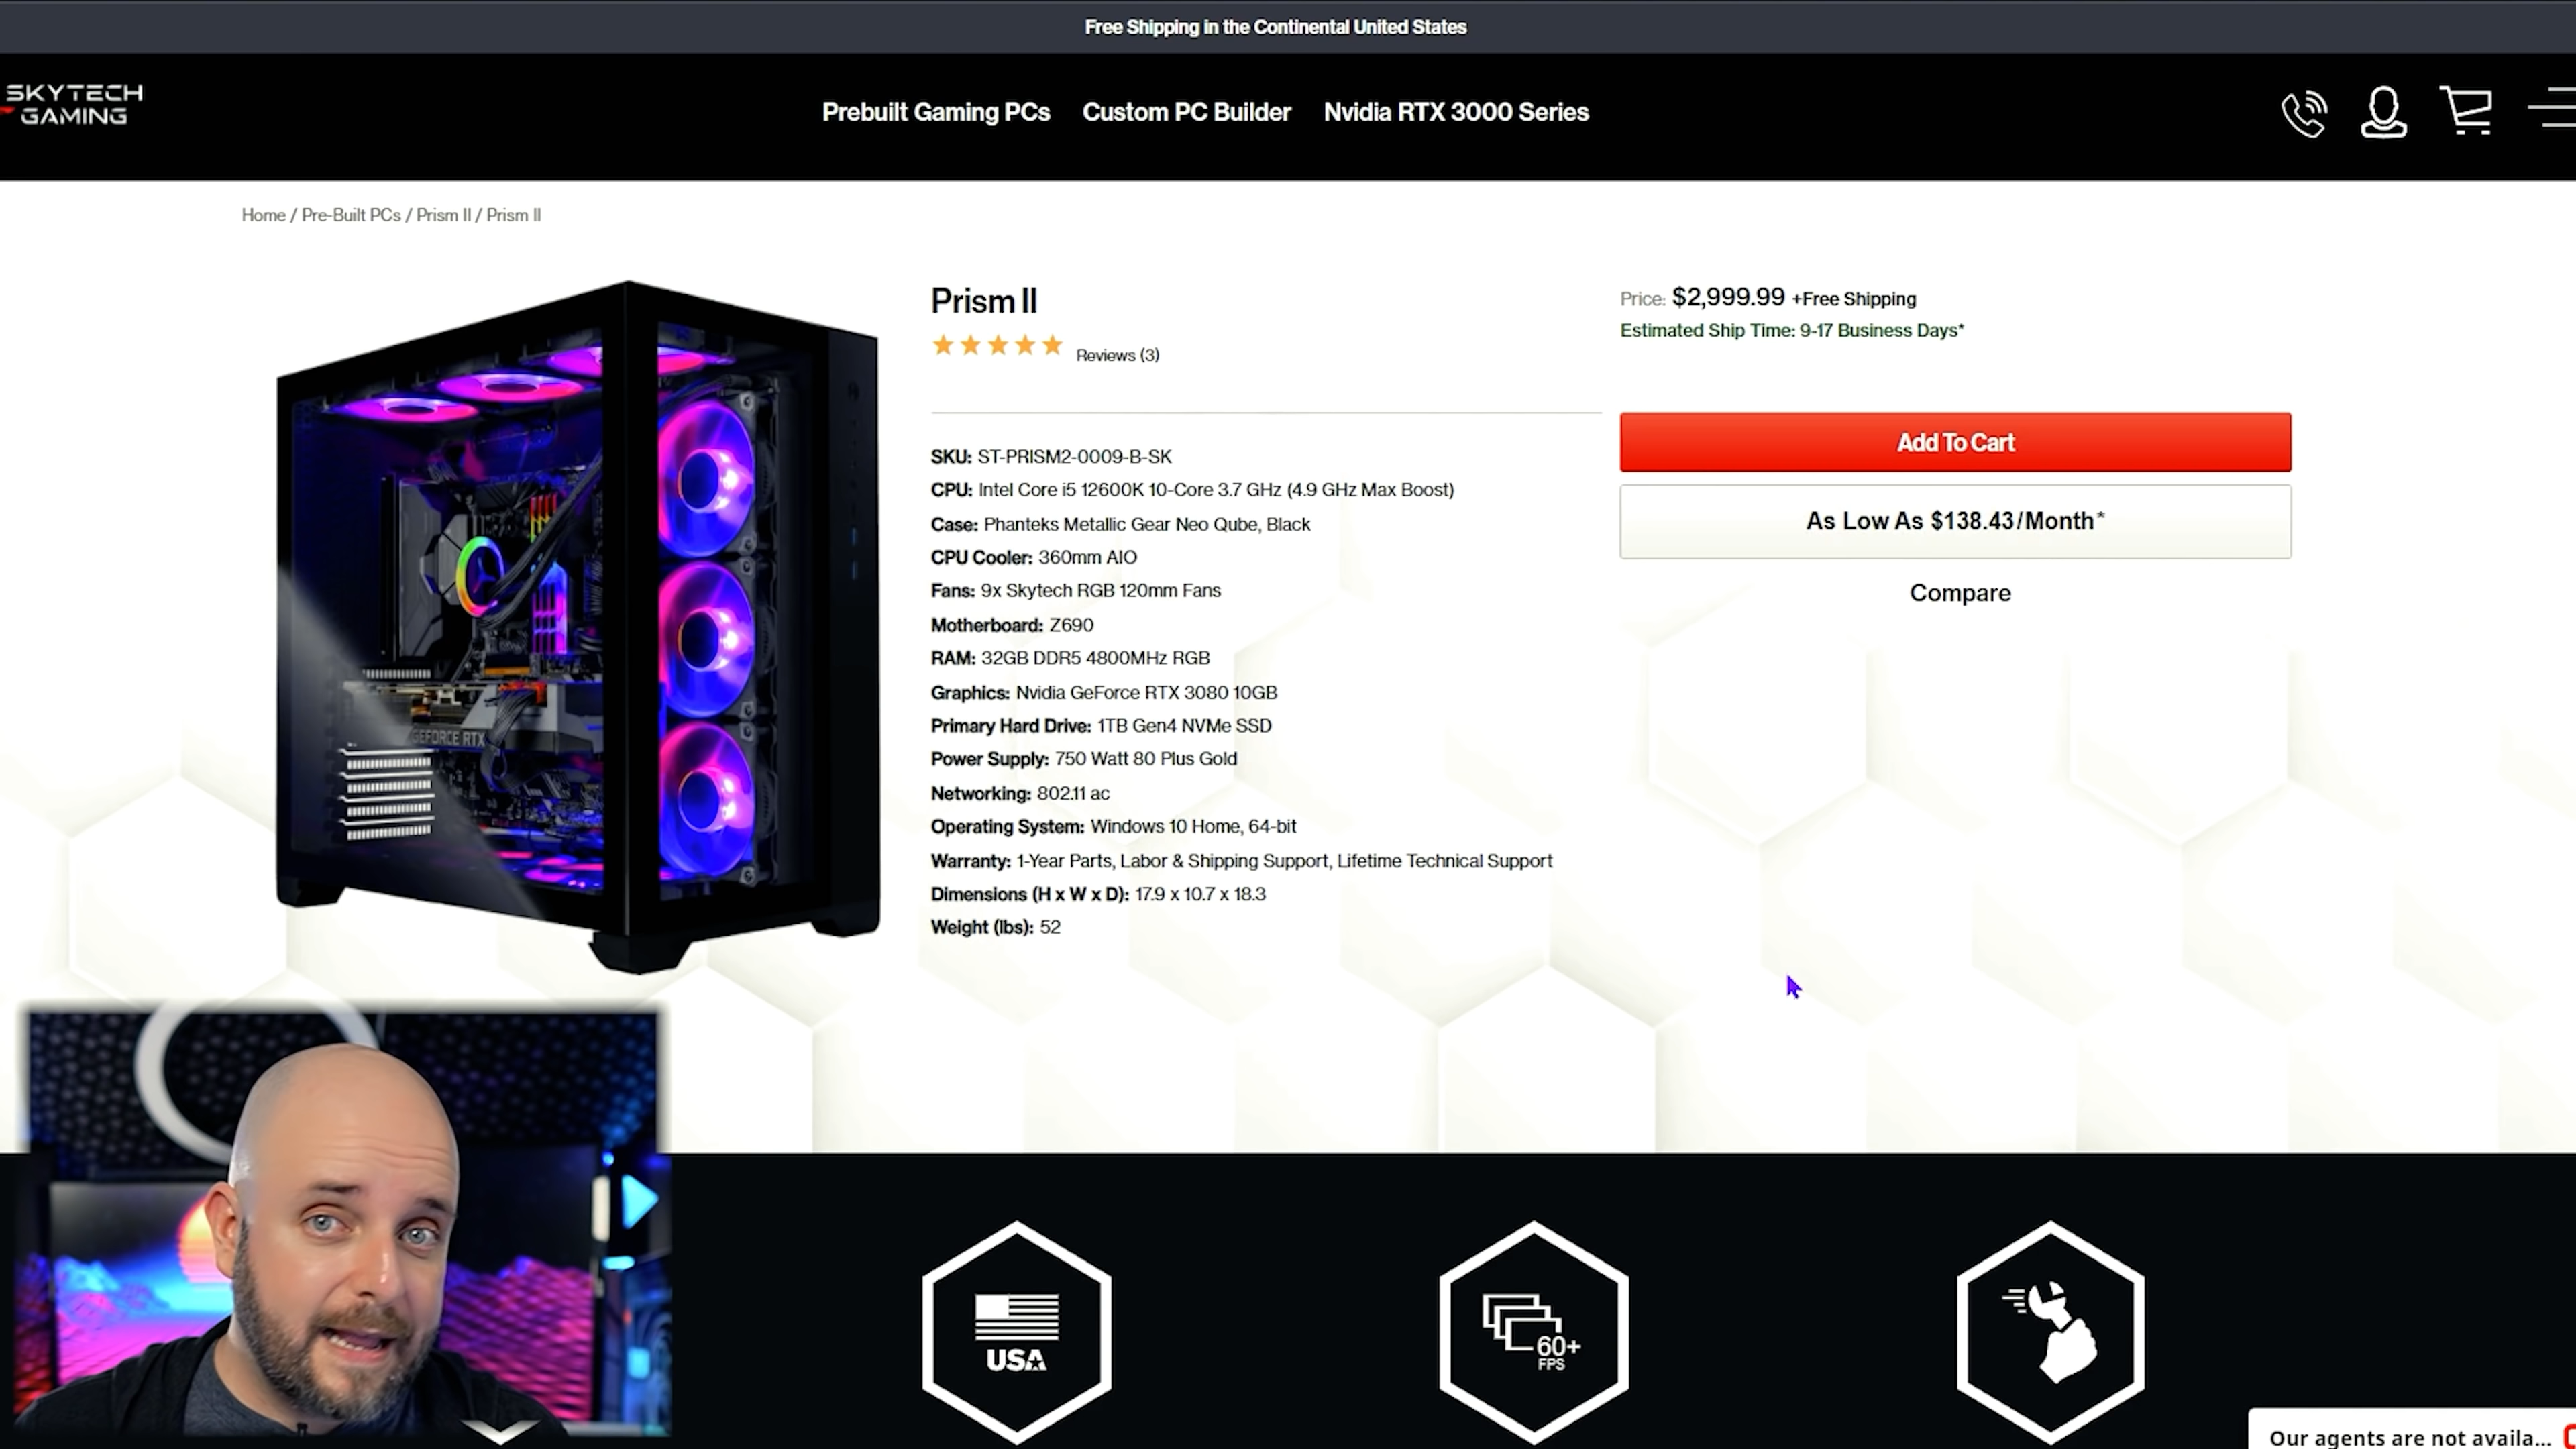 Free Shipping in the Continental United States
SKYTECH
GAMING
Prebuilt Gaming PCs
Custom PC Builder
Nvidia RTX 3000 Series
Home / Pre-Built PCs / Prism II / Prism II
Prism II
Reviews (3)
SKU: ST-PRISM2-0009-B-SK
CPU: Intel Core i5 12600K 10-Core 3.7 GHz (4.9 GHz Max Boost)
Case: Phanteks Metallic Gear Neo Qube, Black
CPU Cooler: 360mm AIO
Fans: 9x Skytech RGB 120mm Fans
Motherboard: Z690
RAM: 32GB DDR5 4800MHz RGB
Graphics: Nvidia GeForce RTX 3080 10GB
Primary Hard Drive: 1TB Gen4 NVMe SSD
Power Supply: 750 Watt 80 Plus Gold
Networking: 802.11 ac
Operating System: Windows 10 Home, 64-bit
Warranty: 1-Year Parts, Labor & Shipping Support, Lifetime Technical Support
Dimensions (H x W x D): 17.9 x 10.7 x 18.3
Weight (lbs): 52
Price: $2,999.99 +Free Shipping
Estimated Ship Time: 9-17 Business Days*
Add To Cart
As Low As $138.43/Month*
Compare
GEFORCE RTX
USA
60+
FPS
Our agents are not availa...